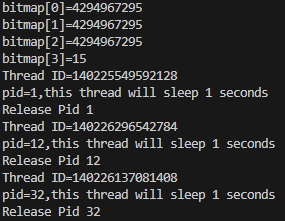 bitmap[0]=4294967295
bitmap[1]=4294967295
bitmap[2]=4294967295
bitmap[3]=15
Thread ID=140225549592128
pid=1,this thread will sleep 1 seconds
Release Pid 1
Thread ID=140226296542784
pid=12,this thread will sleep 1 seconds
Release Pid 12
Thread ID=140226137081408
pid=32,this thread will sleep 1 seconds
Release Pid 32